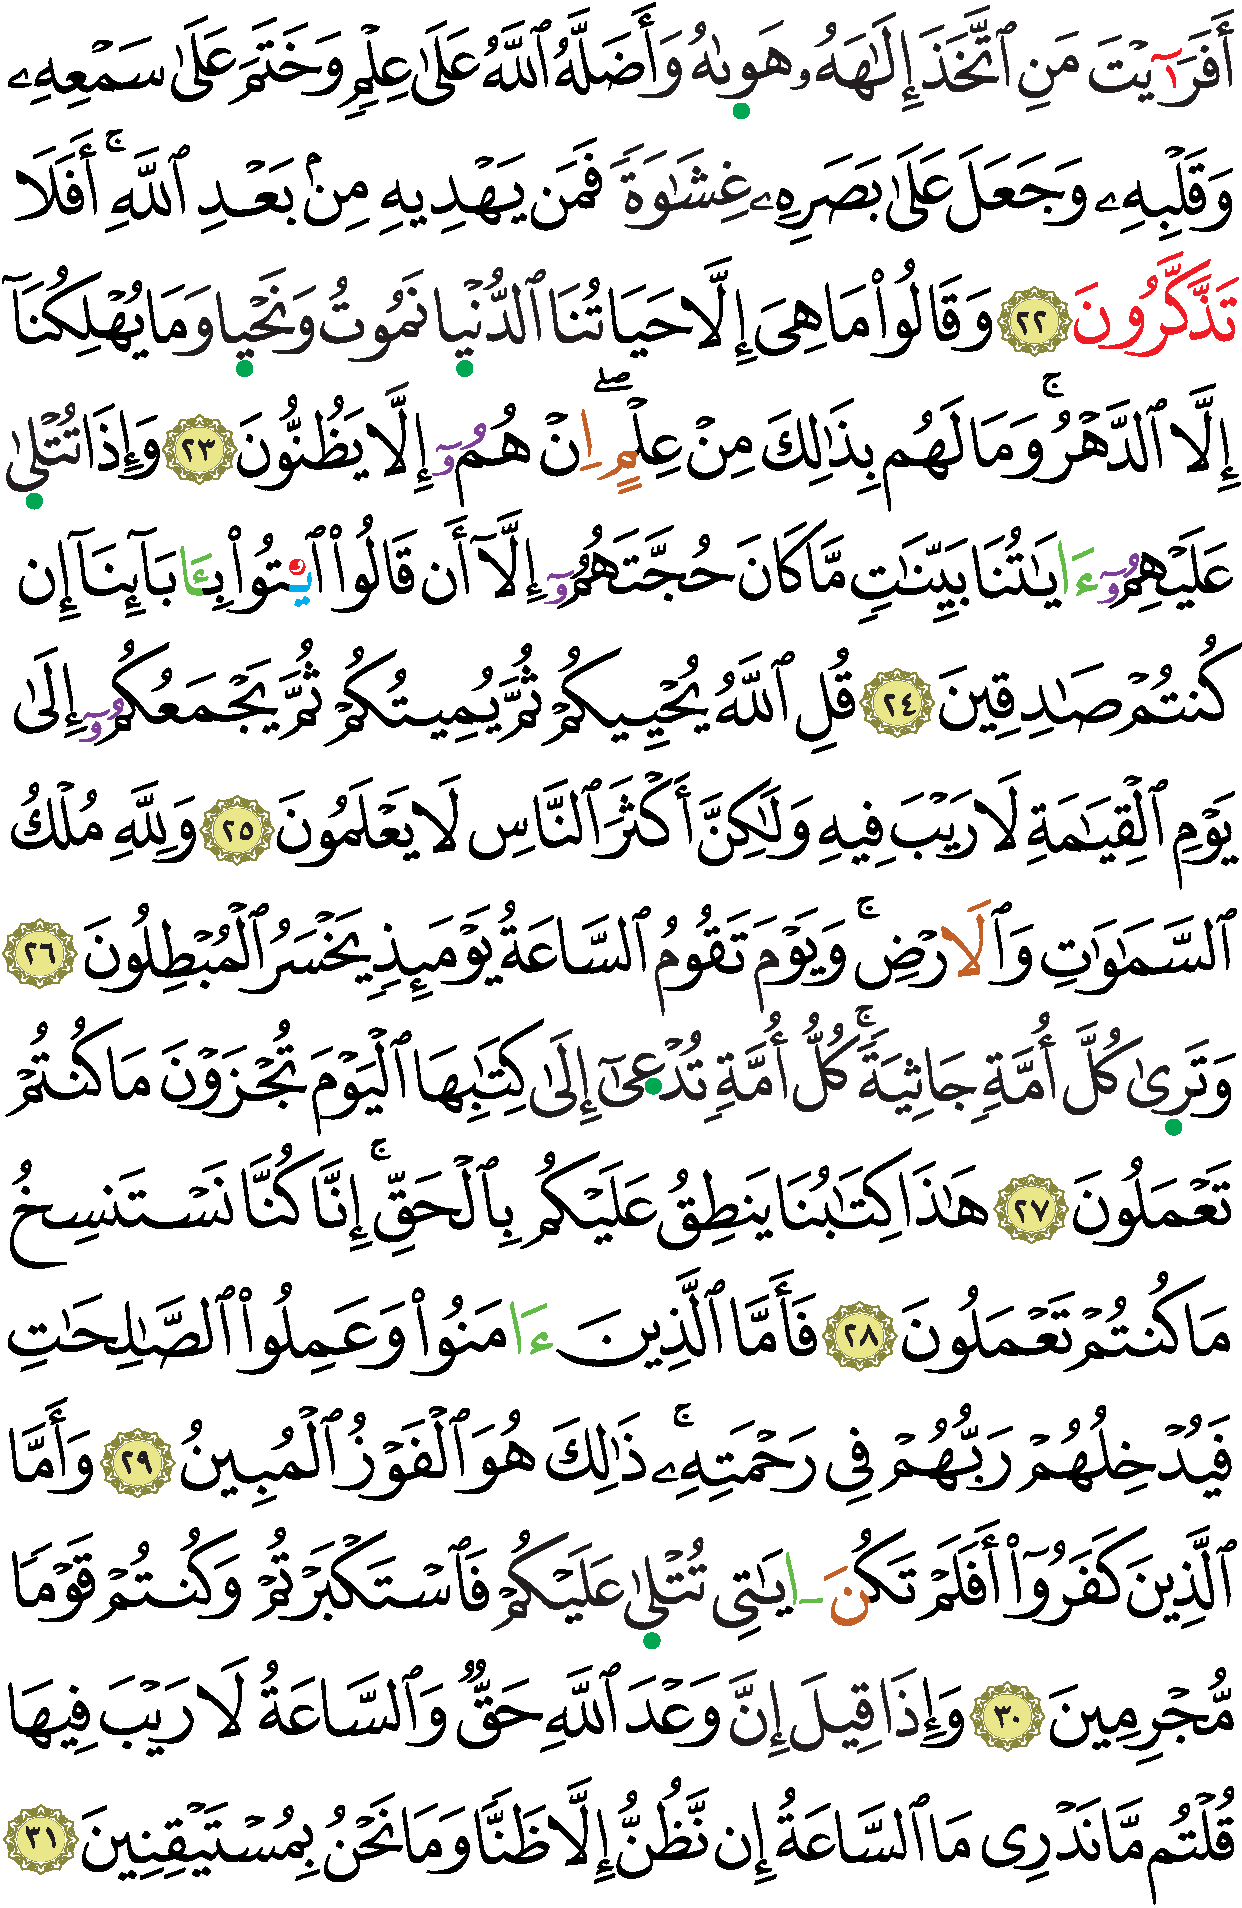 أَفَرَٰٓيْتَ مَنِ ٱتَّخَذَ إِلَٰهَهُۥ هَوٜىٰهُ وَأَضَلَّهُ ٱللَّهُ عَلَىٰ عِلْمٖ وَخَتَمَ عَلَىٰ سَمْعِهِۦ
وَقَلْبِهِۦ وَجَعَلَ عَلَىٰ بَصَرِهِۦ غِشَٰوَةٗ فَمَن يَهْدِيهِ مِنۢ بَعْدِ ٱللَّهِۚ أَفَلَا
تَذَّكَّرُونَ ٢٢ وَقَالُوا۟ مَا هِىَ إِلَّا حَيَاتُنَا ٱلدُّنْيٜا نَمُوتُ وَنَحْيٜا وَمَا يُهْلِكُنَآ
إِلَّا ٱلدَّهْرُۚ وَمَا لَهُم بِذَٰلِكَ مِنْ عِلْمٍۖ اِنْ هُمُۥٓ إِلَّا يَظُنُّونَ ٢٣ وَإِذَا تُتْلٜىٰ
عَلَيْهِمُۥٓ ءَايَٰتُنَا بَيِّنَٰتٖ مَّا كَانَ حُجَّتَهُمُۥٓ إِلَّآ أَن قَالُوا۟ ٱيتُوا۟ بِـَٔابَآئِنَآ إِن
كُنتُمْ صَٰدِقِينَ ٢٤ قُلِ ٱللَّهُ يُحْيِيكُمْ ثُمَّ يُمِيتُكُمْ ثُمَّ يَجْمَعُكُمُۥٓ إِلَىٰ
يَوْمِ ٱلْقِيَٰمَةِ لَا رَيْبَ فِيهِ وَلَٰكِنَّ أَكْثَرَ ٱلنَّاسِ لَا يَعْلَمُونَ ٢٥ وَلِلَّهِ مُلْكُ
ٱلسَّمَٰوَٰتِ وَٱلَارْضِۚ وَيَوْمَ تَقُومُ ٱلسَّاعَةُ يَوْمَئِذٖ يَخْسَرُ ٱلْمُبْطِلُونَ ٢٦
وَتَرٜىٰ كُلَّ أُمَّةٖ جَاثِيَةٗۚ كُلُّ أُمَّةٖ تُدْعٜىٰٓ إِلَىٰ كِتَٰبِهَا ٱلْيَوْمَ تُجْزَوْنَ مَا كُنتُمْ
تَعْمَلُونَ ٢٧ هَٰذَا كِتَٰبُنَا يَنطِقُ عَلَيْكُم بِٱلْحَقِّۚ إِنَّا كُنَّا نَسْتَنسِخُ
مَا كُنتُمْ تَعْمَلُونَ ٢٨ فَأَمَّا ٱلَّذِينَ ءَامَنُوا۟ وَعَمِلُوا۟ ٱلصَّٰلِحَٰتِ
فَيُدْخِلُهُمْ رَبُّهُمْ فِى رَحْمَتِهِۦۚ ذَٰلِكَ هُوَ ٱلْفَوْزُ ٱلْمُبِينُ ٢٩ وَأَمَّا
ٱلَّذِينَ كَفَرُوٓا۟ أَفَلَمْ تَكُنَ ـايَٰتِى تُتْلٜىٰ عَلَيْكُمْ فَٱسْتَكْبَرْتُمْ وَكُنتُمْ قَوْمٗا
مُّجْرِمِينَ ٣٠ وَإِذَا قِيلَ إِنَّ وَعْدَ ٱللَّهِ حَقّٞ وَٱلسَّاعَةُ لَا رَيْبَ فِيهَا
قُلْتُم مَّا نَدْرِى مَا ٱلسَّاعَةُ إِن نَّظُنُّ إِلَّا ظَنّٗا وَمَا نَحْنُ بِمُسْتَيْقِنِينَ ٣١